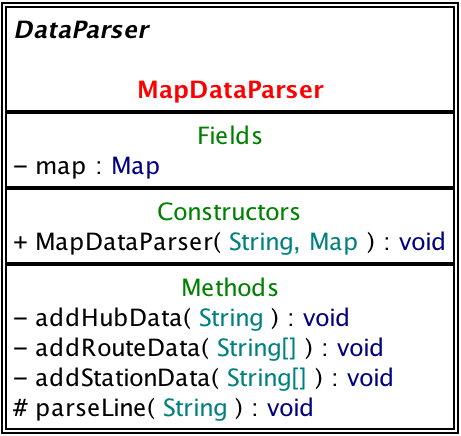 DataParser
MapDataParser
Fields
– map : Map
Constructors
+ MapDataParser( String, Map ) : void
Methods
– addHubData( String ) : void
– addRouteData( String[] ) : void
– addStationData( String[] ) : void
# parseLine( String ) : void